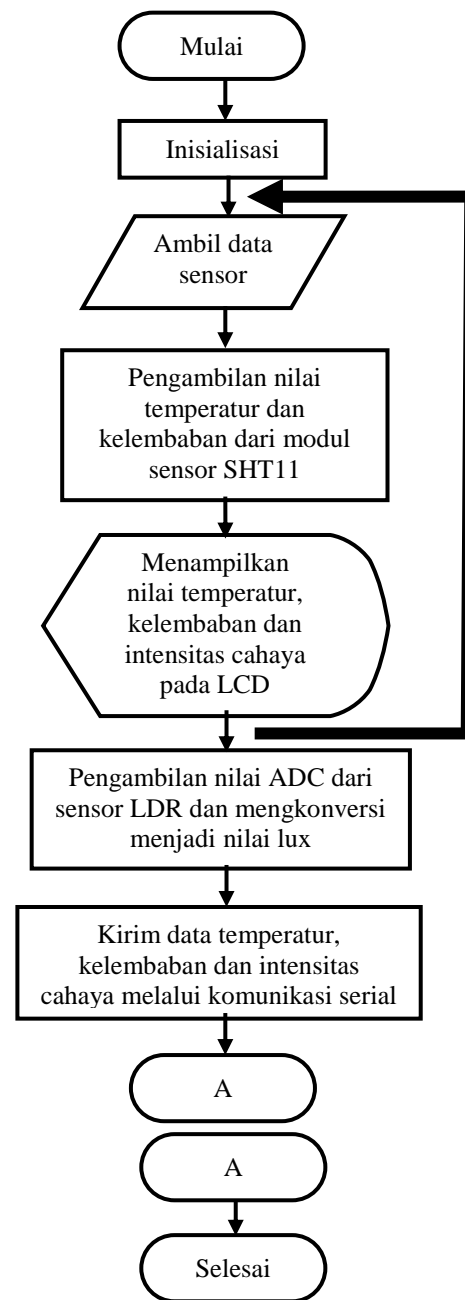 Mulai
Inisialisasi
Ambil data
sensor
Pengambilan nilai
temperatur dan
kelembaban dari modul
sensor SHT11
Menampilkan
nilai temperatur,
kelembaban dan
intensitas cahaya
pada LCD
Pengambilan nilai ADC dari
sensor LDR dan mengkonversi
menjadi nilai lux
Kirim data temperatur,
kelembaban dan intensitas
cahaya melalui komunikasi serial
A
A
Selesai